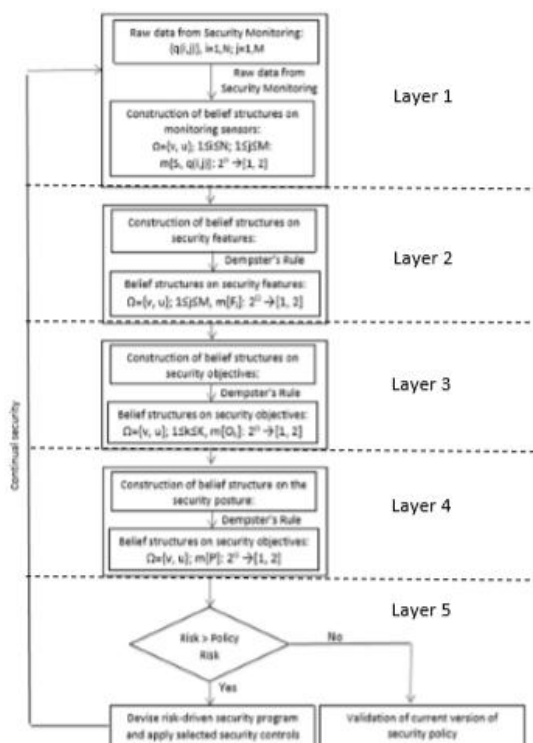 Raw data from Security Monitoring:
{q(i,j)}, i=1,N; j=1,M
Raw data from
Security Monitoring
Construction of belief structures on
monitoring sensors:
Ω={v, u}; 1≤i≤N; 1≤j≤M:
m[S, q(i,j]: 2ᴼ →[1, 2]
Layer 1
Construction of belief structures on
security features:
Dempster's Rule
Belief structures on security features:
Ω={v, u}; 1≤j≤M, m[Fⱼ]: 2ᴼ →[1, 2]
Layer 2
Construction of belief structures on
security objectives:
Dempster's Rule
Belief structures on security objectives:
Ω={v, u}; 1≤k≤K, m[Oₖ]: 2ᴼ →[1, 2]
Layer 3
Construction of belief structure on the
security posture:
Dempster's Rule
Belief structures on security objectives:
Ω={v, u}; m[P]: 2ᴼ →[1, 2]
Layer 4
Continual security
Layer 5
Risk > Policy
Risk
No
Yes
Devise risk-driven security program
and apply selected security controls
Validation of current version of
security policy